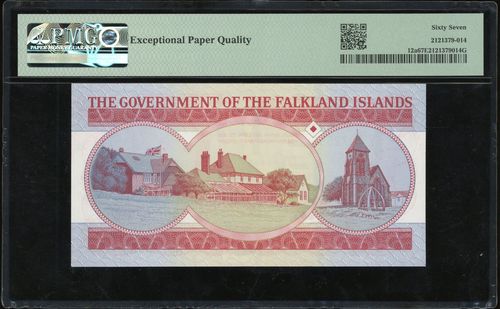 PMG
PAPER MONEY GUARANTY
Exceptional Paper Quality
Sixty Seven
2121379-014
12a67E2121379014G
THE GOVERNMENT OF THE FALKLAND ISLANDS